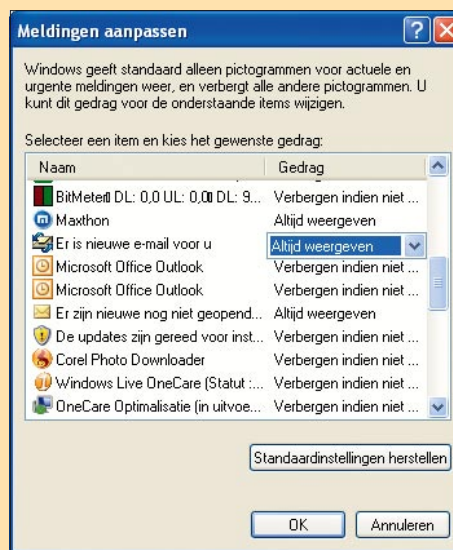 Meldingen aanpassen
Windows geeft standaard alleen pictogrammen voor actuele en
urgente meldingen weer, en verbergt alle andere pictogrammen. U
kunt dit gedrag voor de onderstaande items wijzigen.
Selecteer een item en kies het gewenste gedrag:
Naam Gedrag
BitMeter DL: 0,0 UL: 0,0 DL: 9... Verbergen indien niet ...
Maxthon Altijd weergeven
Er is nieuwe e-mail voor u Altijd weergeven
Microsoft Office Outlook Verbergen indien niet ...
Microsoft Office Outlook Verbergen indien niet ...
Er zijn nieuwe nog niet geopend... Altijd weergeven
De updates zijn gereed voor inst... Verbergen indien niet ...
Corel Photo Downloader Verbergen indien niet ...
Windows Live OneCare (Statut :... Verbergen indien niet ...
OneCare Optimalisatie (in uitvoe... Verbergen indien niet ...
Standaardinstellingen herstellen
OK Annuleren